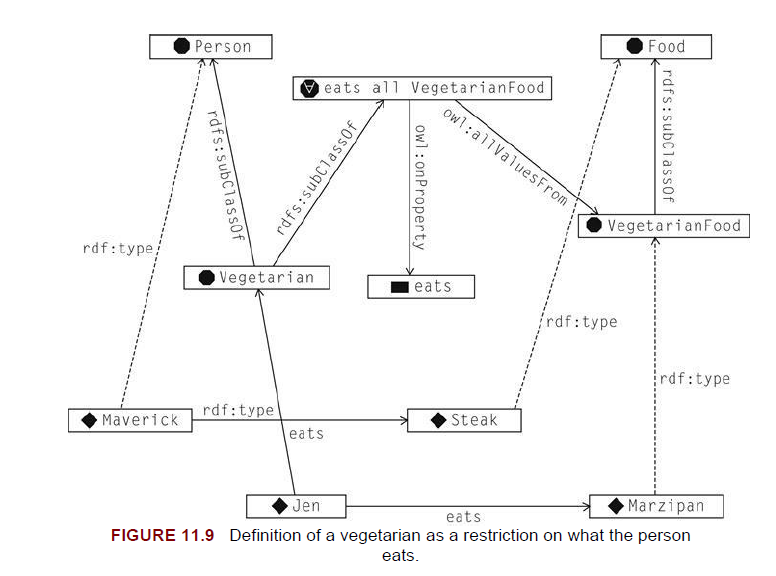 Person
Food
∀ eats all VegetarianFood
rdfs:subClassOf
rdfs:subClassOf
owl:onProperty
owl:allValuesFrom
rdfs:subClassOf
VegetarianFood
rdf:type
Vegetarian
eats
rdf:type
rdf:type
Maverick
rdf:type
eats
Steak
Jen
eats
Marzipan
FIGURE 11.9 Definition of a vegetarian as a restriction on what the person
eats.